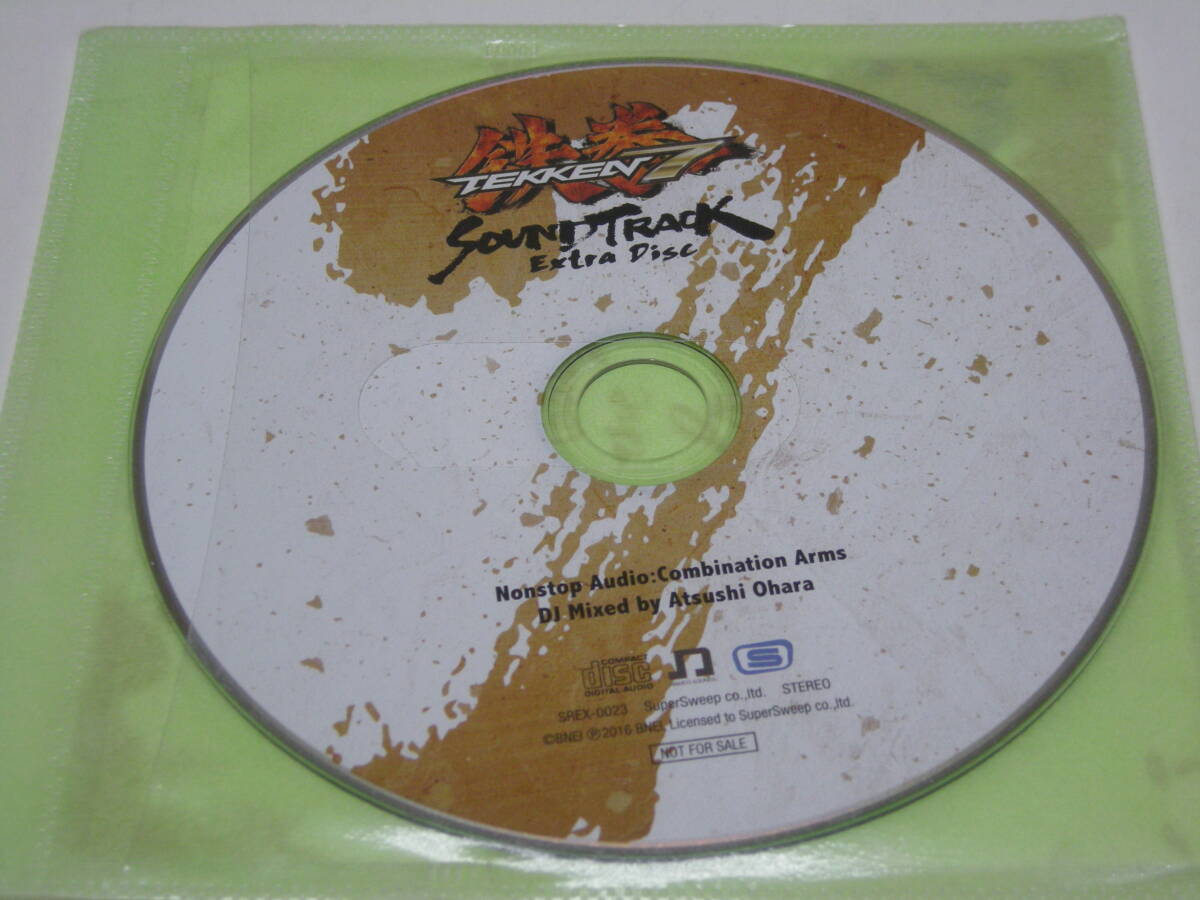 鉄拳
TEKKEN 7
SOUNDTRACK
Extra Disc
Nonstop Audio:Combination Arms
DJ Mixed by Atsushi Ohara
COMPACT
disc
DIGITAL AUDIO
S
SREX-0023 SuperSweep co.,ltd. STEREO
©BNEI ℗2016 BNEI, Licensed to SuperSweep co.,ltd.
NOT FOR SALE